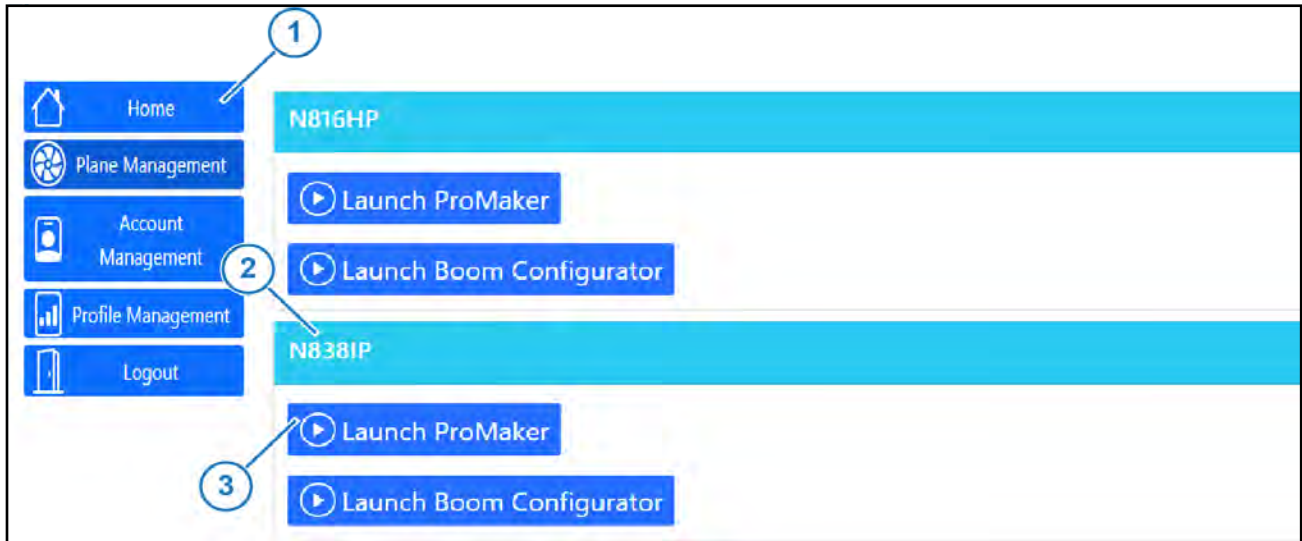 1
Home
N816HP
Plane Management
Launch ProMaker
Account
Management
2
Launch Boom Configurator
Profile Management
N838IP
Logout
Launch ProMaker
3
Launch Boom Configurator